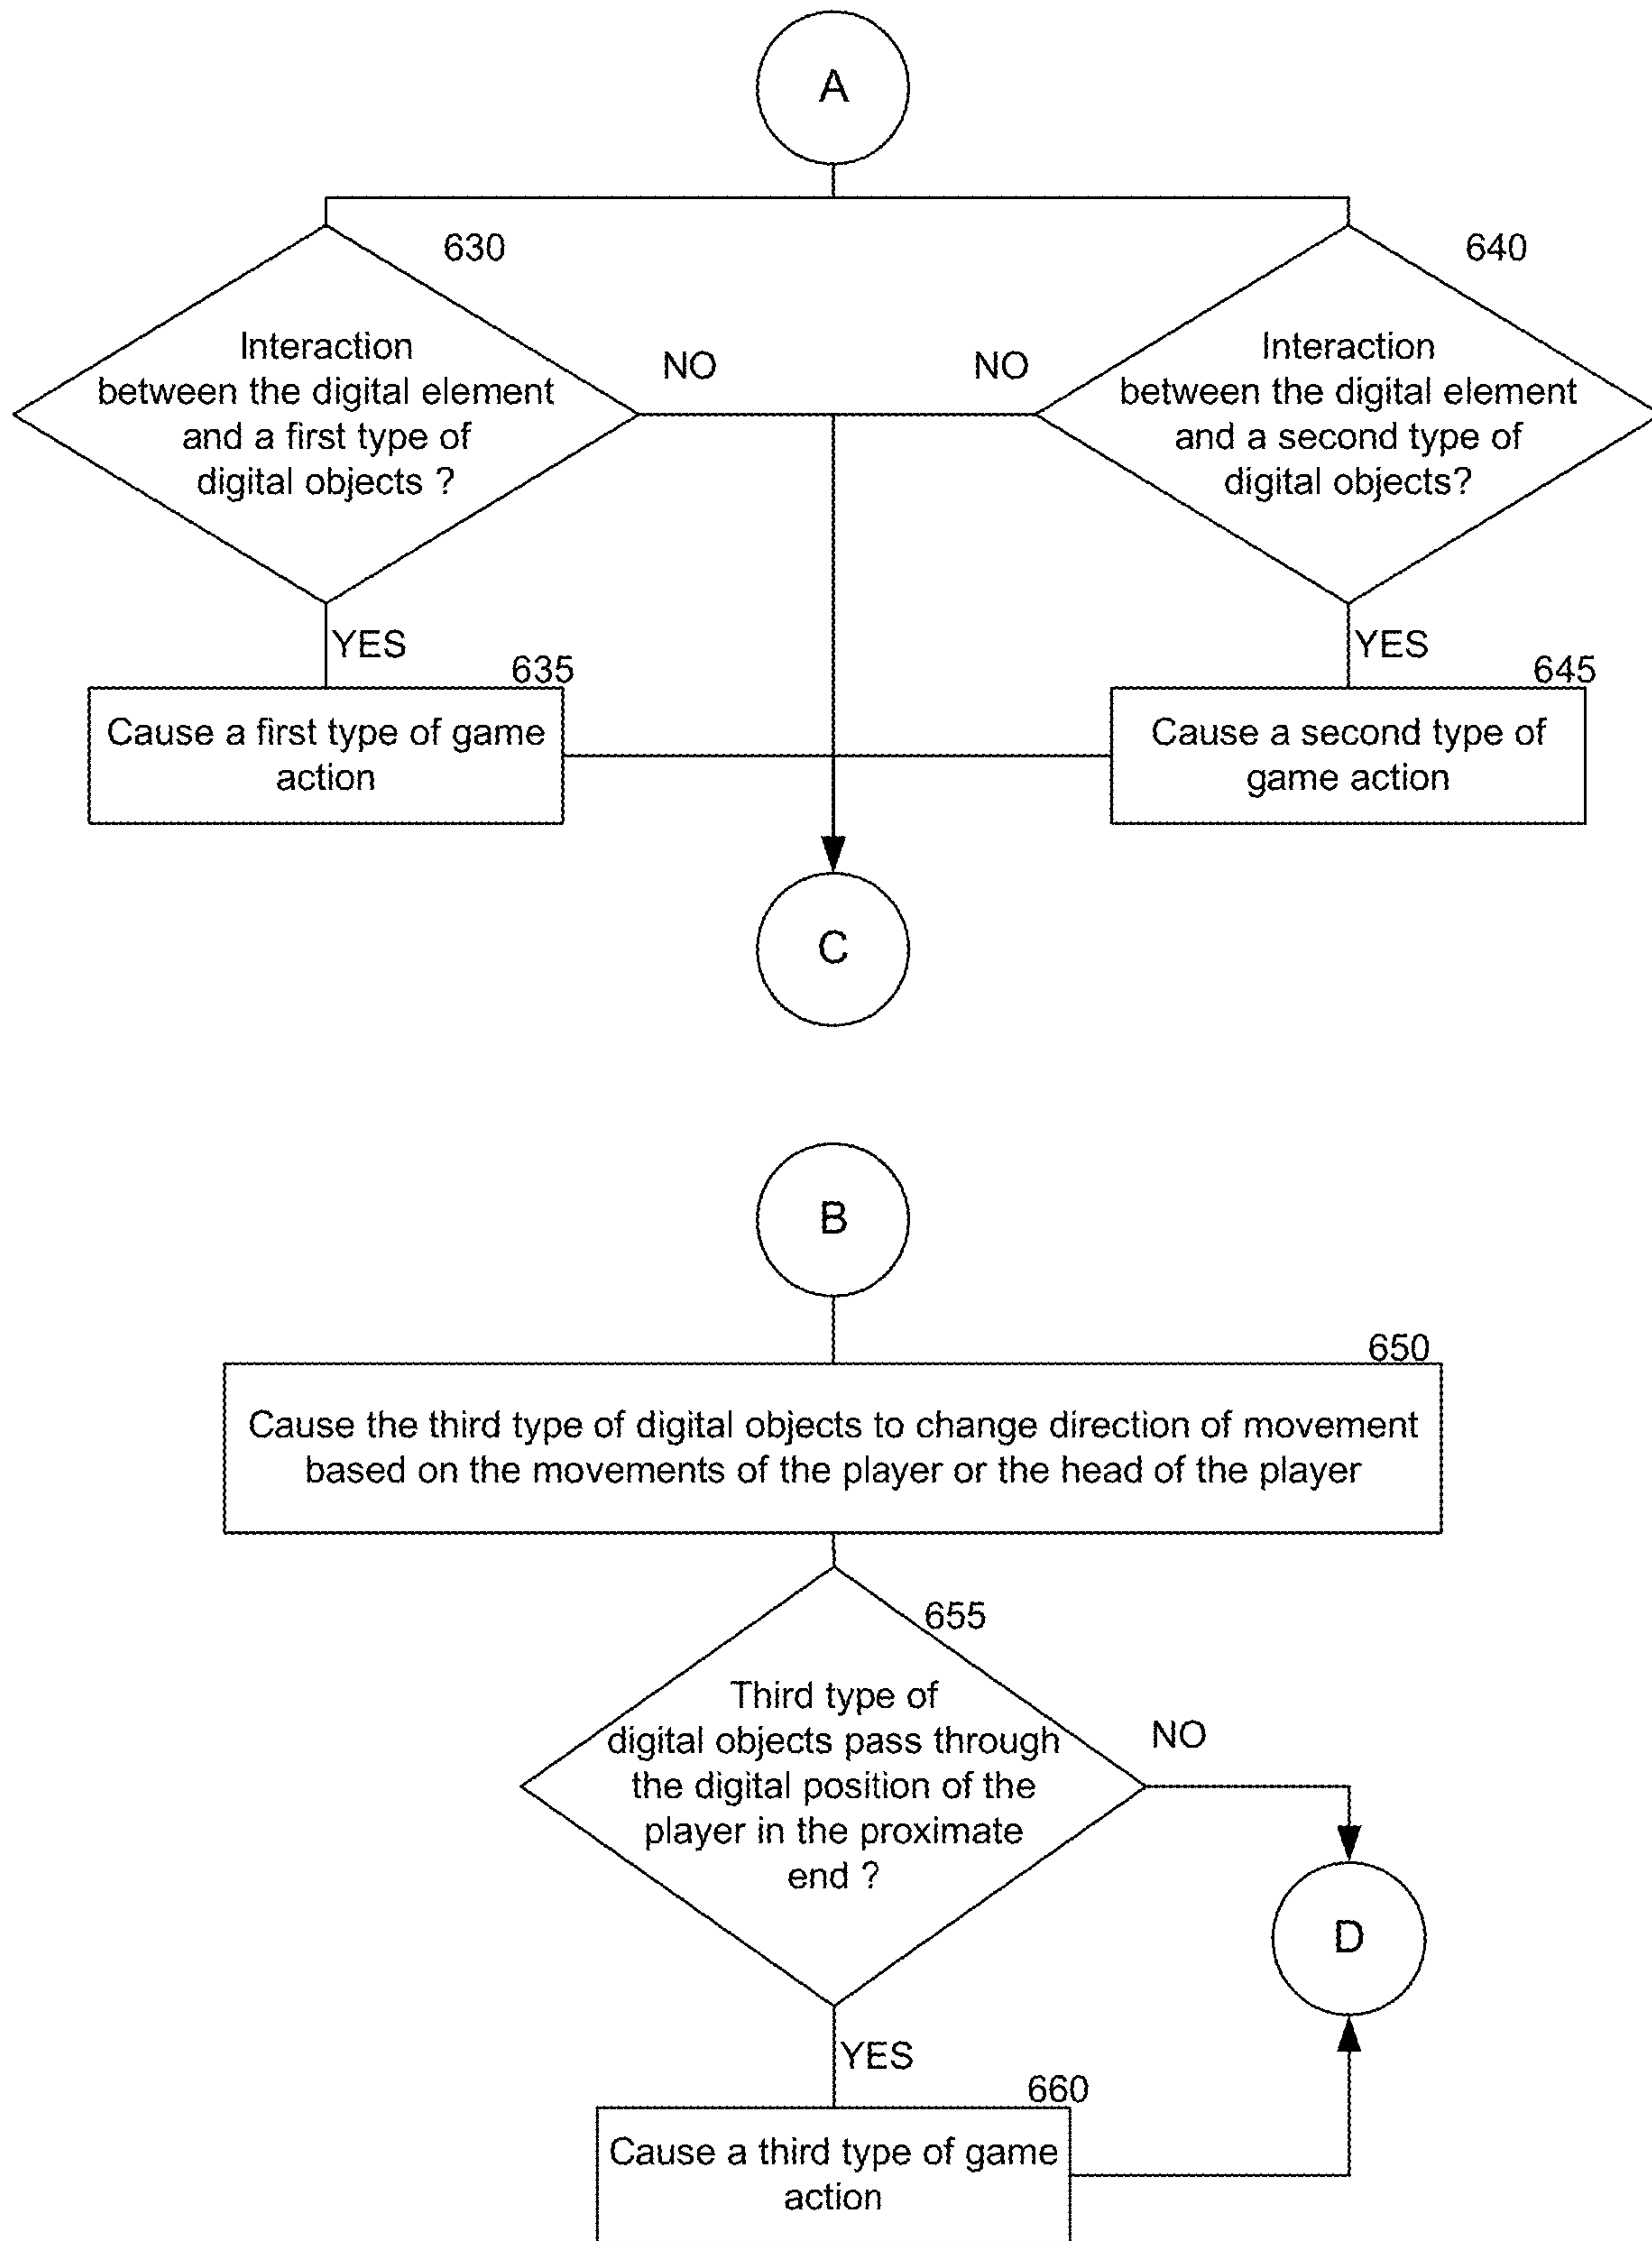 A
630
640
Interaction
between the digital element
and a first type of
digital objects ?
NO
NO
Interaction
between the digital element
and a second type of
digital objects?
YES
YES
635
645
Cause a first type of game
action
Cause a second type of
game action
C
B
650
Cause the third type of digital objects to change direction of movement
based on the movements of the player or the head of the player
655
Third type of
digital objects pass through
the digital position of the
player in the proximate
end ?
NO
D
YES
660
Cause a third type of game
action